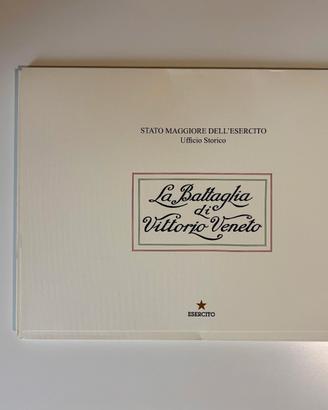 STATO MAGGIORE DELL'ESERCITO
Ufficio Storico
La Battaglia
di
Vittorio Veneto
ESERCITO